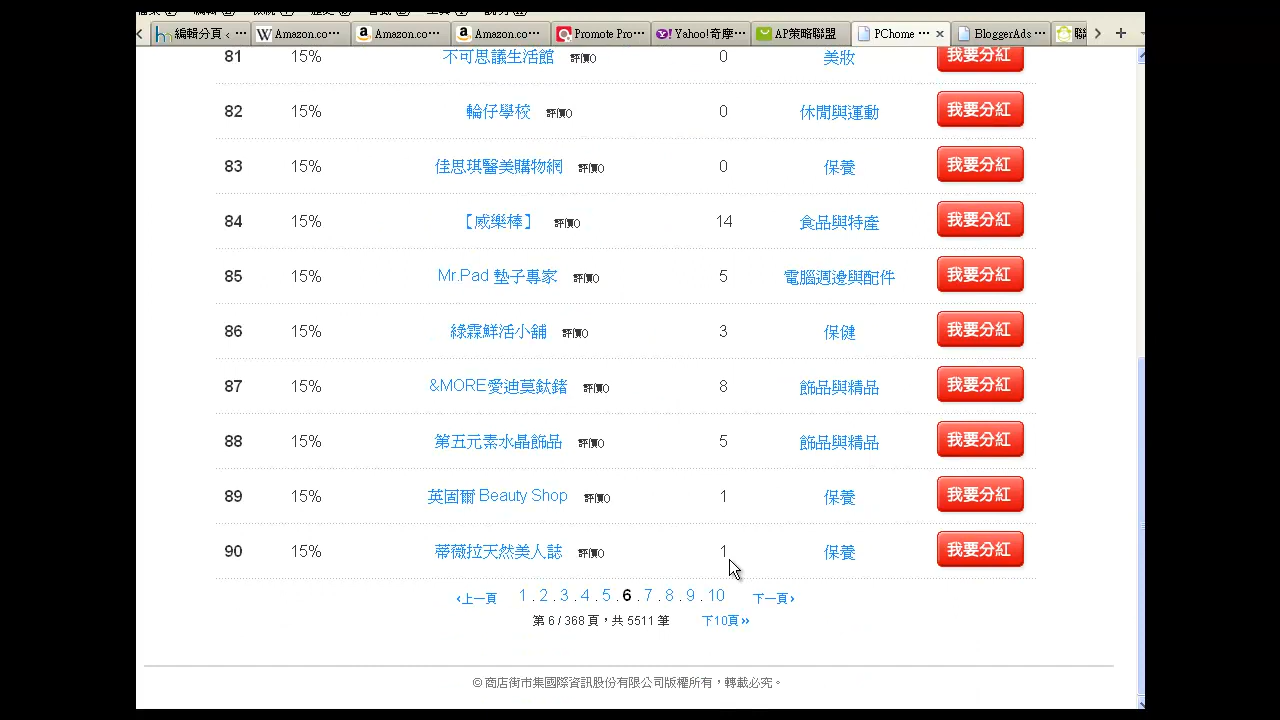 編輯分頁 ‹ ⋯ Amazon.co⋯ Amazon.co⋯ Amazon.co⋯ Promote Pro⋯ Yahoo!奇摩⋯ AP策略聯盟 PChome ⋯ × BloggerAds ⋯
81 15% 不可思議生活館 評價0 0 美妝 我要分紅
82 15% 輪仔學校 評價0 0 休閒與運動 我要分紅
83 15% 佳思琪醫美購物網 評價0 0 保養 我要分紅
84 15% 【威樂棒】 評價0 14 食品與特產 我要分紅
85 15% Mr.Pad 墊子專家 評價0 5 電腦週邊與配件 我要分紅
86 15% 綠霖鮮活小舖 評價0 3 保健 我要分紅
87 15% &MORE愛迪莫鈦鍺 評價0 8 飾品與精品 我要分紅
88 15% 第五元素水晶飾品 評價0 5 飾品與精品 我要分紅
89 15% 英固爾 Beauty Shop 評價0 1 保養 我要分紅
90 15% 蒂薇拉天然美人誌 評價0 1 保養 我要分紅
‹上一頁 1 . 2 . 3 . 4 . 5 . 6 . 7 . 8 . 9 . 10 下一頁›
第 6 / 368 頁，共 5511 筆 下10頁››
© 商店街市集國際資訊股份有限公司版權所有，轉載必究。